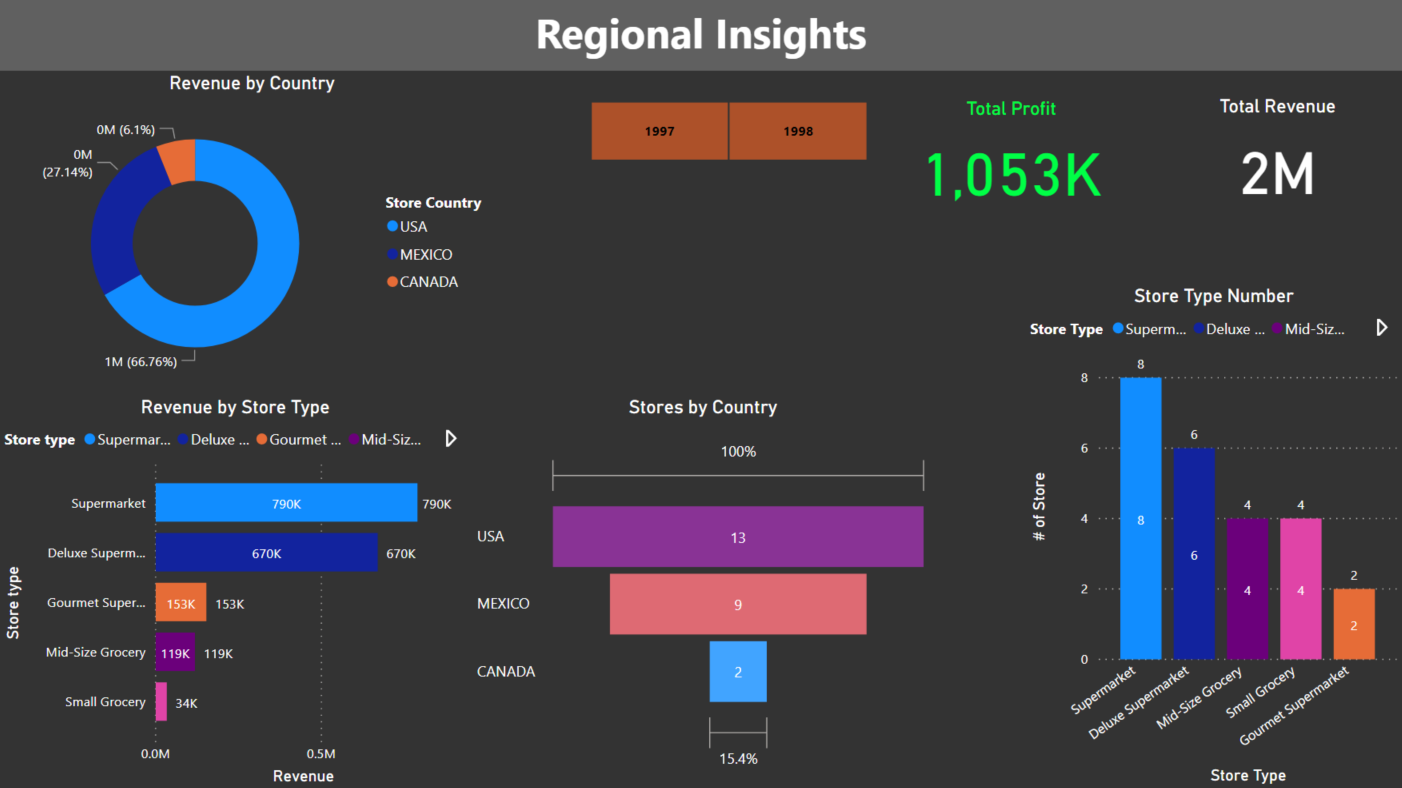 Regional Insights
Revenue by Country
0M (6.1%)
0M
(27.14%)
1M (66.76%)
Store Country
USA
MEXICO
CANADA
1997
1998
Total Profit
1,053K
Total Revenue
2M
Revenue by Store Type
Store type Supermar... Deluxe ... Gourmet ... Mid-Siz...
Supermarket 790K 790K
Deluxe Superm... 670K 670K
Gourmet Super... 153K 153K
Mid-Size Grocery 119K 119K
Small Grocery 34K
Store type
0.0M 0.5M
Revenue
Stores by Country
100%
USA 13
MEXICO 9
CANADA 2
15.4%
Store Type Number
Store Type Superm... Deluxe ... Mid-Siz...
# of Store
8
6
4
2
0
8
6
4
4
2
8
6
4
4
2
Supermarket
Deluxe Supermarket
Mid-Size Grocery
Small Grocery
Gourmet Supermarket
Store Type